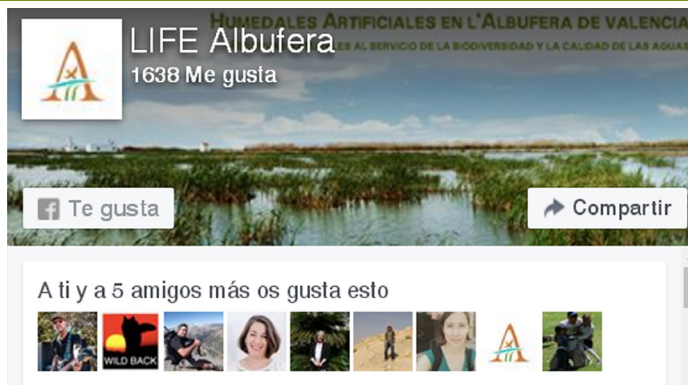 HUMEDALES ARTIFICIALES EN L'ALBUFERA DE VALENCIA
LES AL SERVICIO DE LA BIODIVERSIDAD Y LA CALIDAD DE LAS AGUAS
LIFE Albufera
1638 Me gusta
Te gusta
Compartir
A ti y a 5 amigos más os gusta esto
WILD BACK